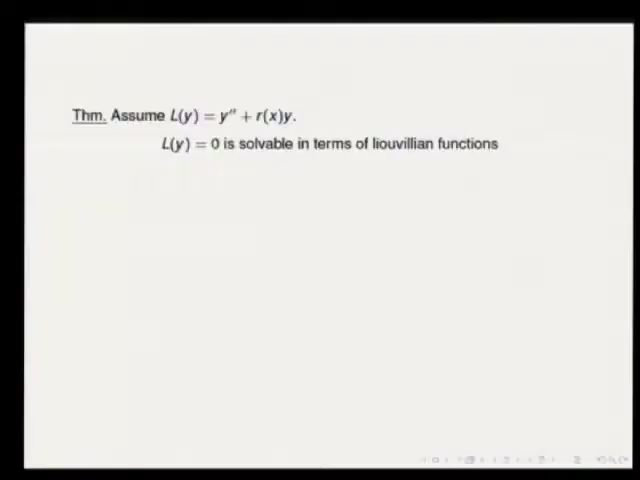 Thm. Assume L(y) = y″ + r(x)y.
L(y) = 0 is solvable in terms of liouvillian functions